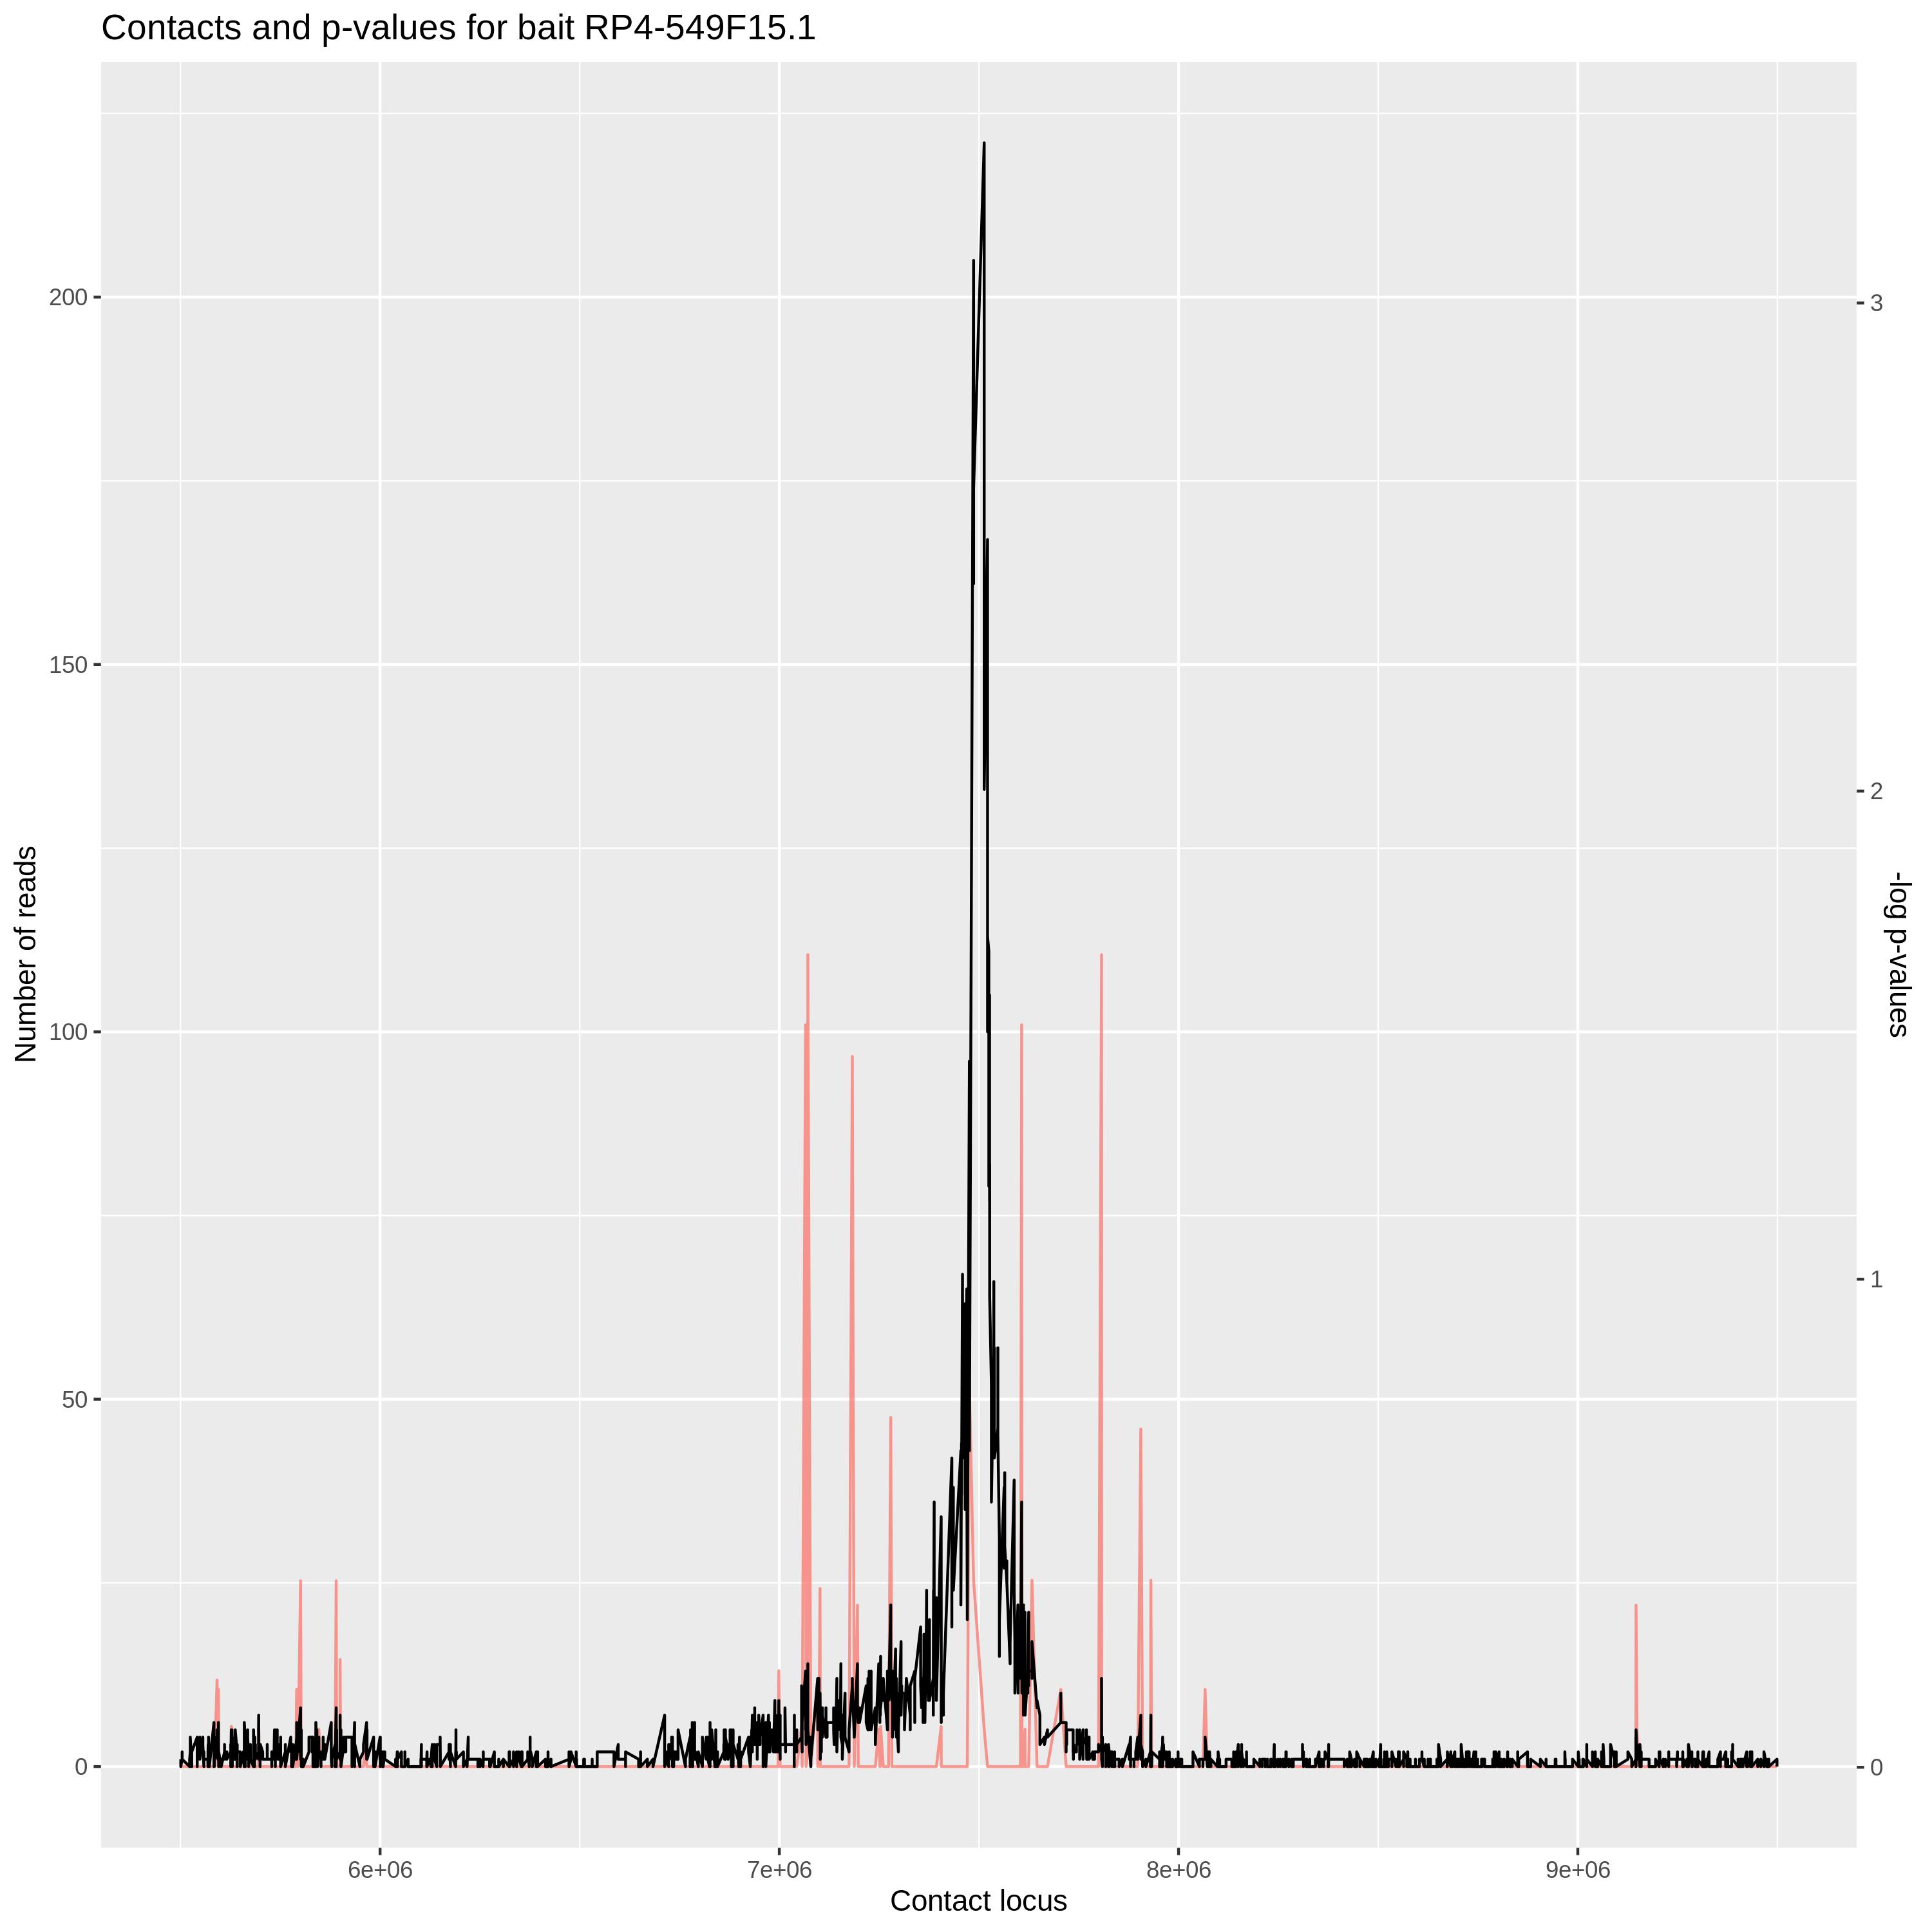 Contacts and p-values for bait RP4-549F15.1
Number of reads
200
150
100
50
0
3
2
1
0
-log p-values
6e+06 7e+06 8e+06 9e+06
Contact locus